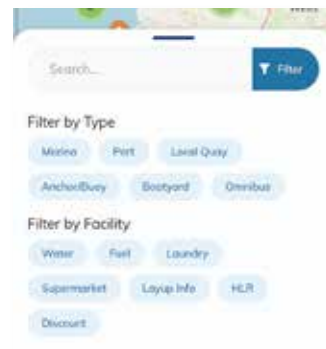 Search...
Filter
Filter by Type
Marina Port Local Quay
Anchor/Buoy Boatyard Omnibus
Filter by Facility
Water Fuel Laundry
Supermarket Layup Info HLR
Discount